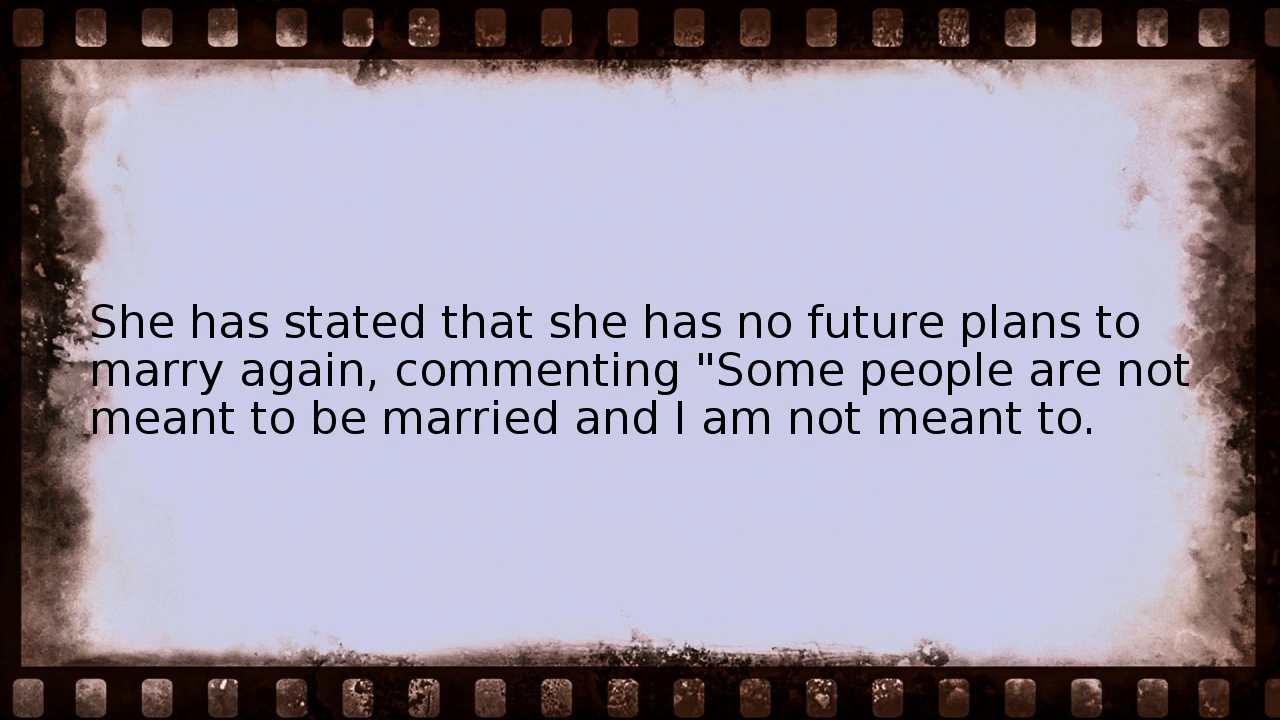 She has stated that she has no future plans to
marry again, commenting "Some people are not
meant to be married and I am not meant to.